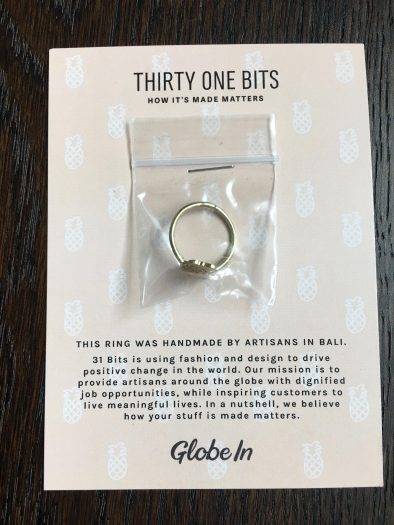 THIRTY ONE BITS
HOW IT'S MADE MATTERS
THIS RING WAS HANDMADE BY ARTISANS IN BALI.
31 Bits is using fashion and design to drive
positive change in the world. Our mission is to
provide artisans around the globe with dignified
job opportunities, while inspiring customers to
live meaningful lives. In a nutshell, we believe
how your stuff is made matters.
Globe In